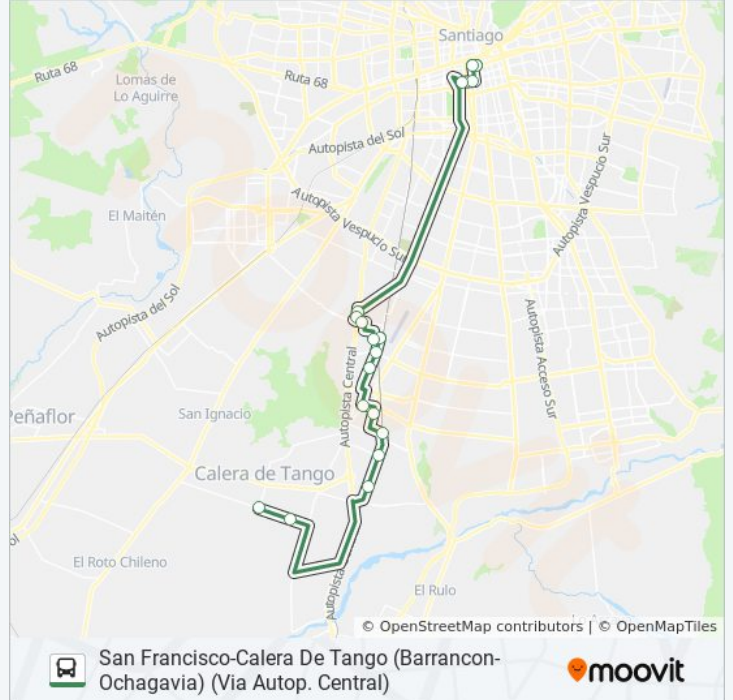 Santiago
Ruta 68
Lomas de
Lo Aguirre
Ruta 68
Autopista del Sol
Autopista Vespucio Sur
El Maitén
Autopista Vespucio Sur
Autopista del Sol
Autopista Acceso Sur
Autopista Central
Peñaflor
San Ignacio
Calera de Tango
ol
El Roto Chileno
Autopista
El Rulo
© OpenStreetMap contributors | © OpenMapTiles
San Francisco-Calera De Tango (Barrancon-
Ochagavia) (Via Autop. Central)
moovit